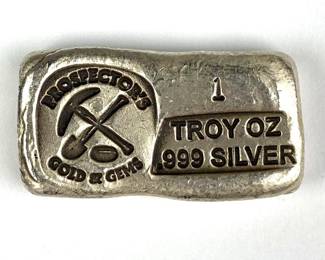 PROSPECTOR'S
GOLD & GEMS
1
TROY OZ
.999 SILVER